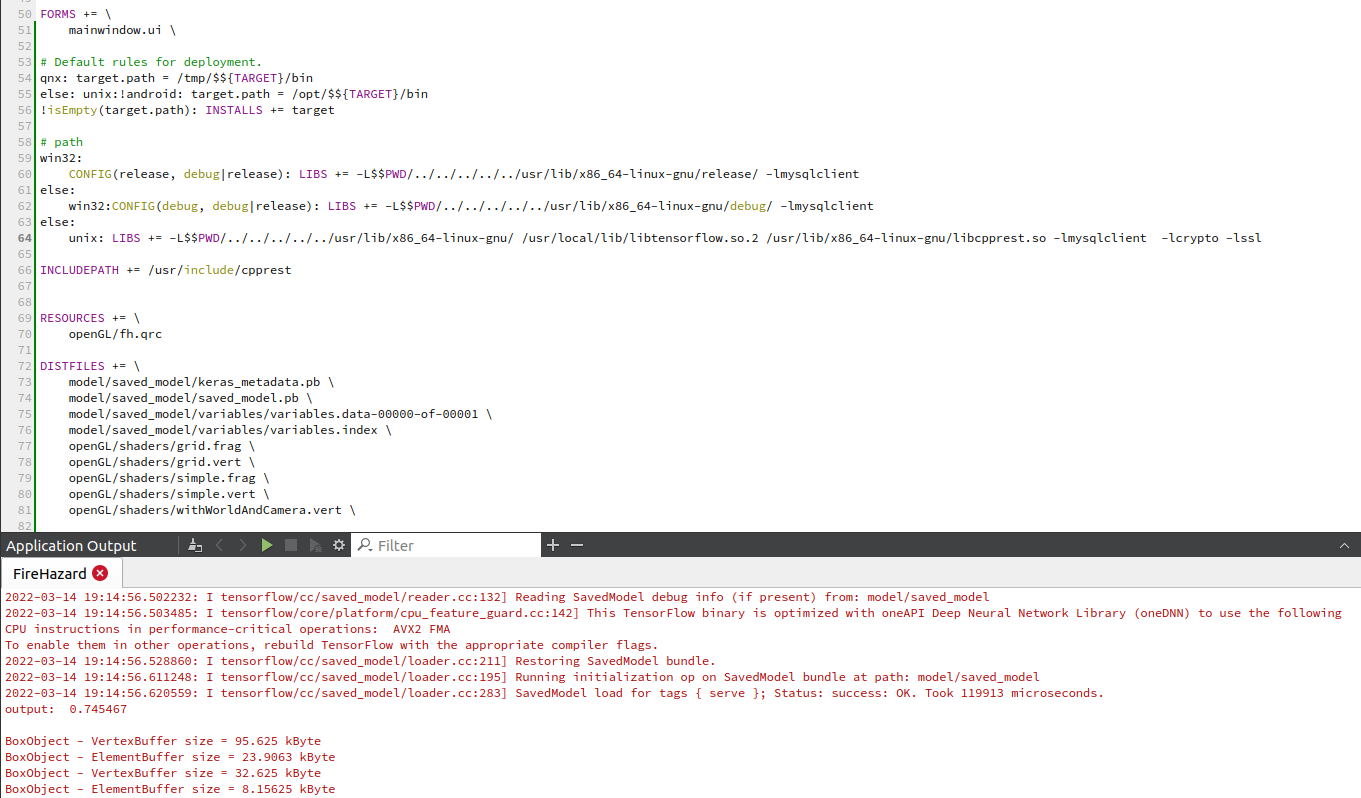 50 FORMS += \
51     mainwindow.ui \
52
53 # Default rules for deployment.
54 qnx: target.path = /tmp/$${TARGET}/bin
55 else: unix:!android: target.path = /opt/$${TARGET}/bin
56 !isEmpty(target.path): INSTALLS += target
57
58 # path
59 win32:
60     CONFIG(release, debug|release): LIBS += -L$$PWD/../../../../../usr/lib/x86_64-linux-gnu/release/ -lmysqlclient
61 else:
62     win32:CONFIG(debug, debug|release): LIBS += -L$$PWD/../../../../../usr/lib/x86_64-linux-gnu/debug/ -lmysqlclient
63 else:
64     unix: LIBS += -L$$PWD/../../../../../usr/lib/x86_64-linux-gnu/ /usr/local/lib/libtensorflow.so.2 /usr/lib/x86_64-linux-gnu/libcpprest.so -lmysqlclient  -lcrypto -lssl
65
66 INCLUDEPATH += /usr/include/cpprest
67
68
69 RESOURCES += \
70     openGL/fh.qrc
71
72 DISTFILES += \
73     model/saved_model/keras_metadata.pb \
74     model/saved_model/saved_model.pb \
75     model/saved_model/variables/variables.data-00000-of-00001 \
76     model/saved_model/variables/variables.index \
77     openGL/shaders/grid.frag \
78     openGL/shaders/grid.vert \
79     openGL/shaders/simple.frag \
80     openGL/shaders/simple.vert \
81     openGL/shaders/withWorldAndCamera.vert \
82
Application Output Filter
FireHazard
2022-03-14 19:14:56.502232: I tensorflow/cc/saved_model/reader.cc:132] Reading SavedModel debug info (if present) from: model/saved_model
2022-03-14 19:14:56.503485: I tensorflow/core/platform/cpu_feature_guard.cc:142] This TensorFlow binary is optimized with oneAPI Deep Neural Network Library (oneDNN) to use the following
CPU instructions in performance-critical operations:  AVX2 FMA
To enable them in other operations, rebuild TensorFlow with the appropriate compiler flags.
2022-03-14 19:14:56.528860: I tensorflow/cc/saved_model/loader.cc:211] Restoring SavedModel bundle.
2022-03-14 19:14:56.611248: I tensorflow/cc/saved_model/loader.cc:195] Running initialization op on SavedModel bundle at path: model/saved_model
2022-03-14 19:14:56.620559: I tensorflow/cc/saved_model/loader.cc:283] SavedModel load for tags { serve }; Status: success: OK. Took 119913 microseconds.
output:  0.745467
BoxObject - VertexBuffer size = 95.625 kByte
BoxObject - ElementBuffer size = 23.9063 kByte
BoxObject - VertexBuffer size = 32.625 kByte
BoxObject - ElementBuffer size = 8.15625 kByte